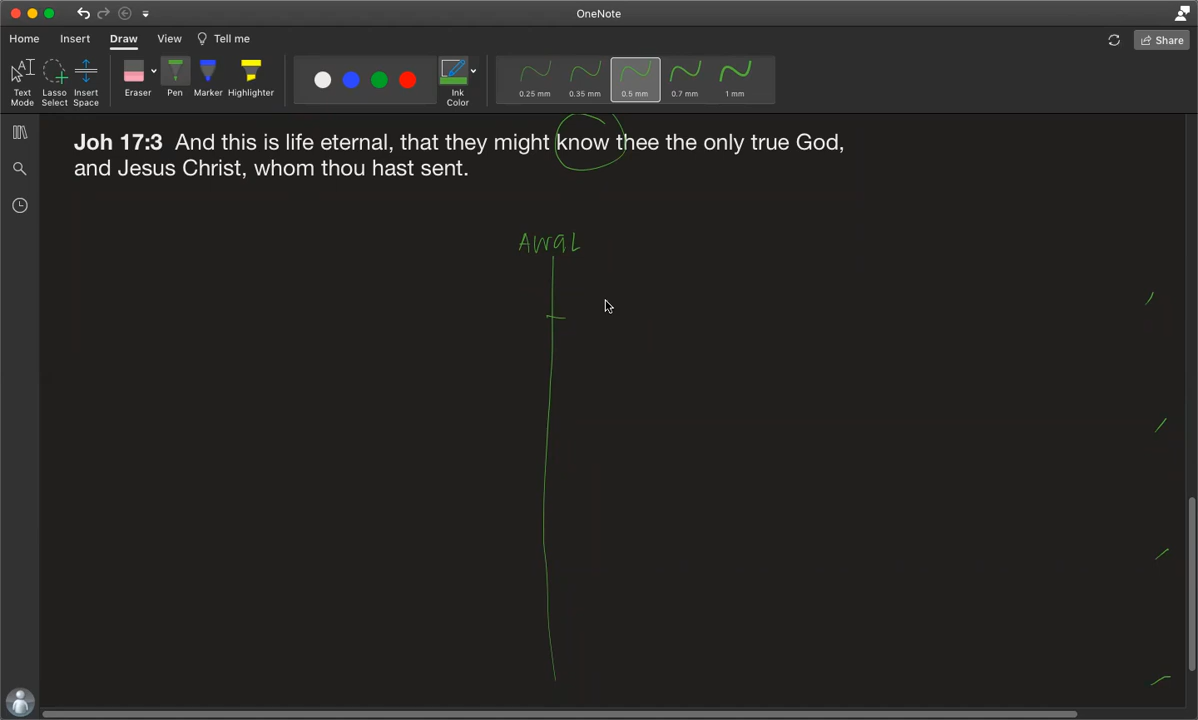 OneNote
Home Insert Draw View Tell me
Share
Text Mode
Lasso Select
Insert Space
Eraser
Pen
Marker
Highlighter
Ink Color
0.25 mm
0.35 mm
0.5 mm
0.7 mm
1 mm
Joh 17:3 And this is life eternal, that they might know thee the only true God,
and Jesus Christ, whom thou hast sent.
AwaL